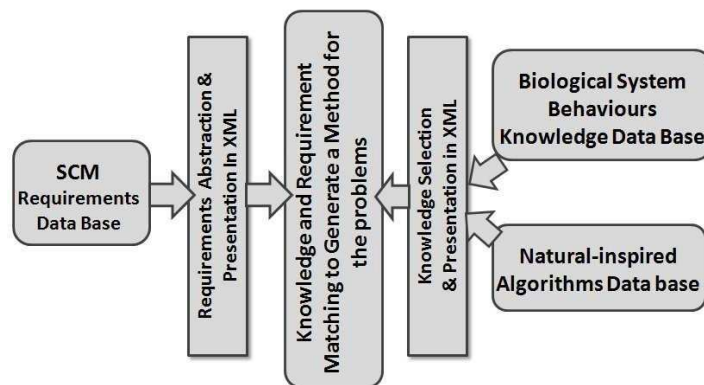 SCM
Requirements
Data Base
Requirements Abstraction &
Presentation In XML
Knowledge and Requirement
Matching to Generate a Method for
the problems
Knowledge Selection
& Presentation in XML
Biological System
Behaviours
Knowledge Data Base
Natural-inspired
Algorithms Data base